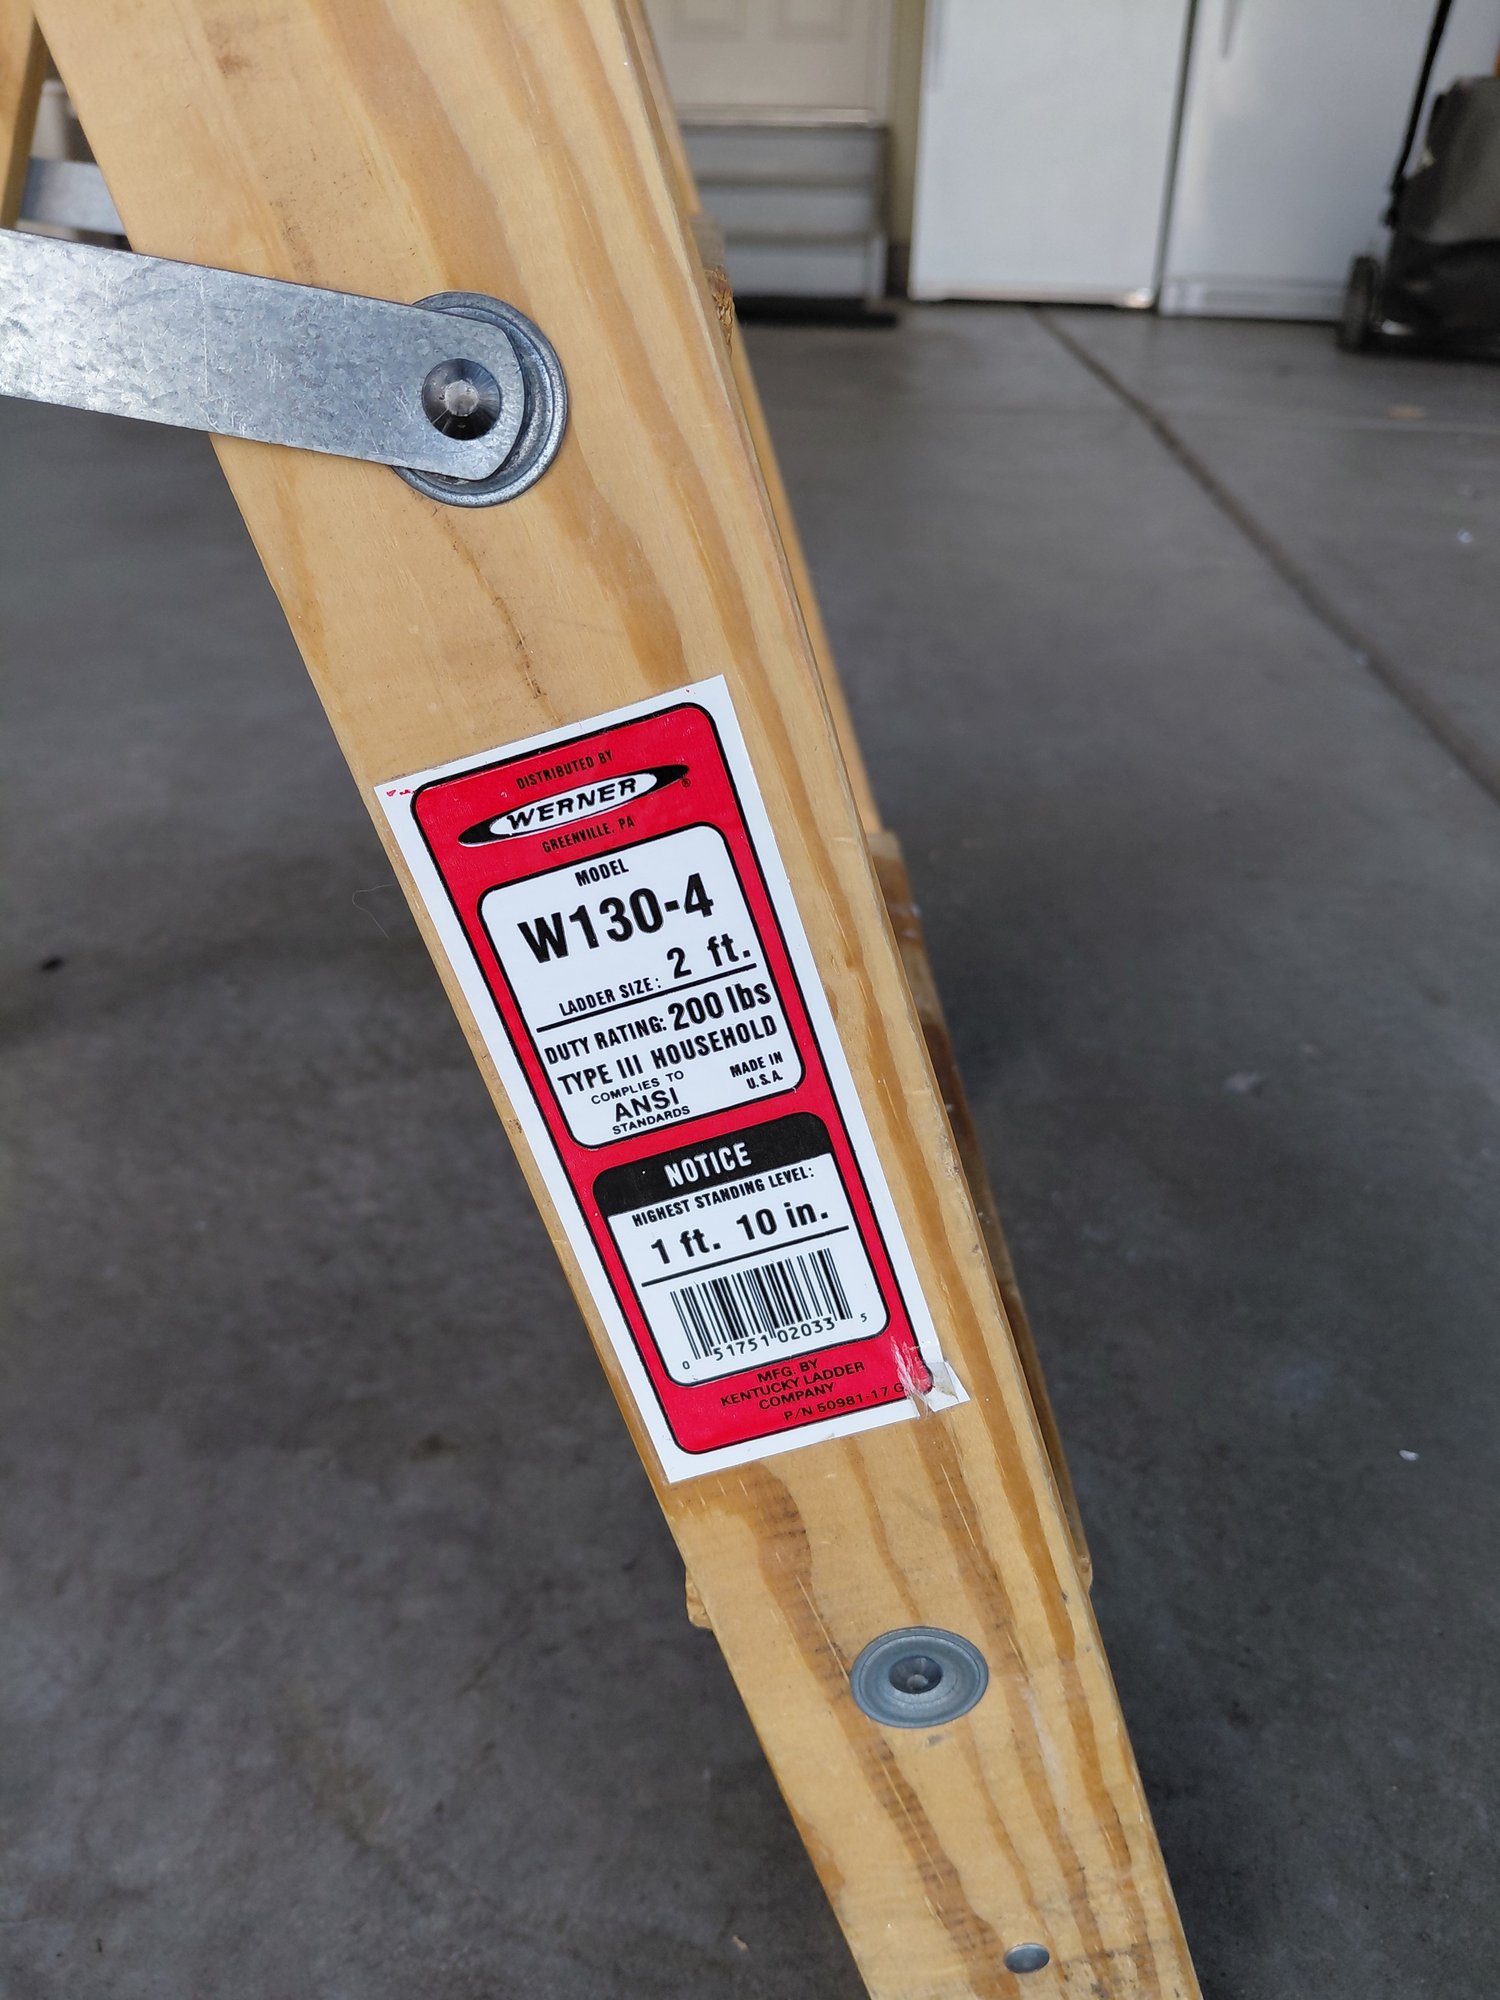 DISTRIBUTED BY
WERNER®
GREENVILLE, PA
MODEL
W130-4
LADDER SIZE: 2 ft.
DUTY RATING: 200 lbs
TYPE III HOUSEHOLD
COMPLIES TO
ANSI
STANDARDS
MADE IN
U.S.A.
NOTICE
HIGHEST STANDING LEVEL:
1 ft. 10 in.
0 51751 02033 5
MFG. BY
KENTUCKY LADDER
COMPANY
P/N 50981-17